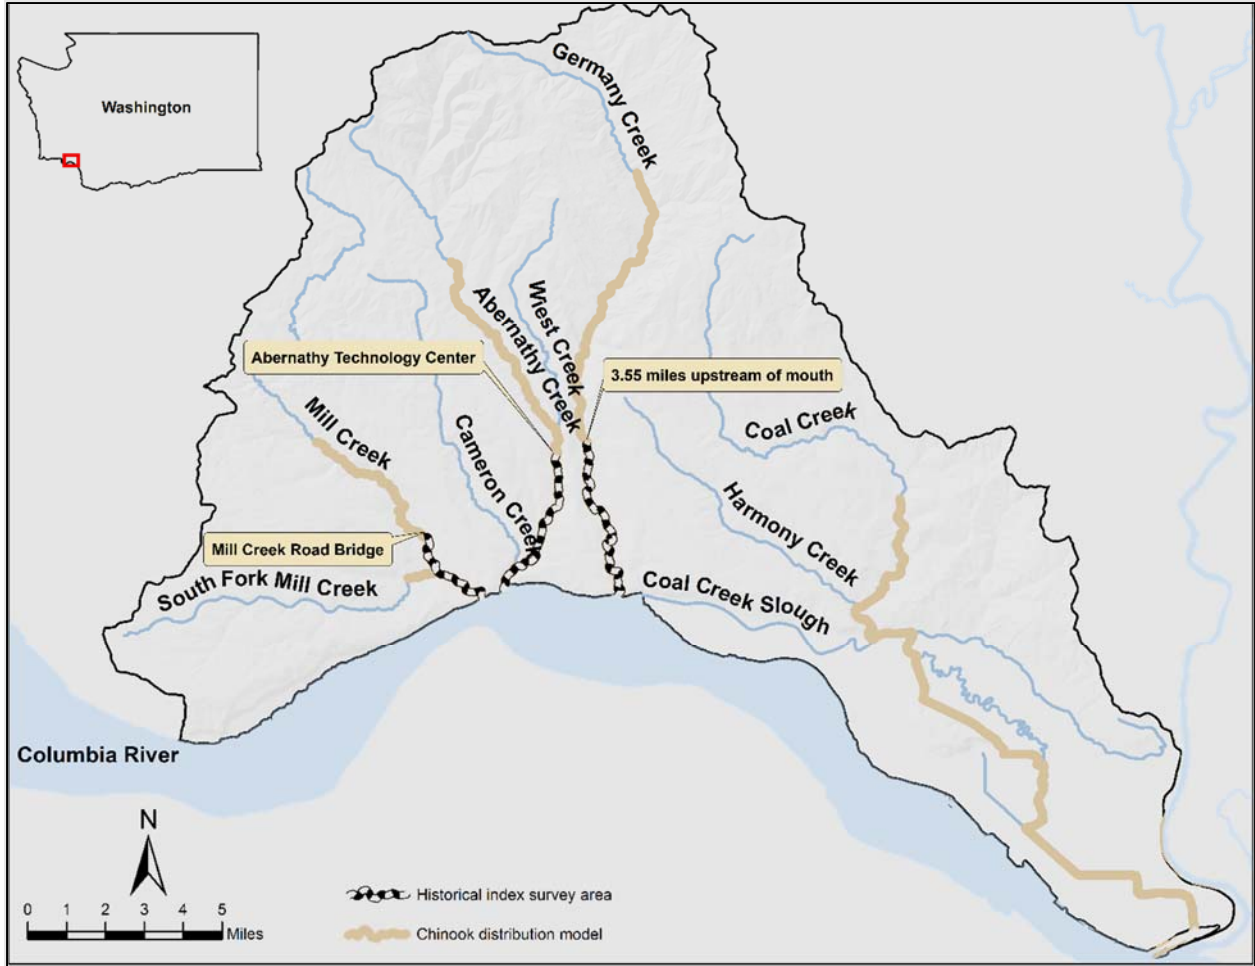 Washington
Germany Creek
Wiest Creek
Abernathy Creek
Abernathy Technology Center
3.55 miles upstream of mouth
Mill Creek
Cameron Creek
Coal Creek
Harmony Creek
Mill Creek Road Bridge
South Fork Mill Creek
Coal Creek Slough
Columbia River
N
0 1 2 3 4 5
Miles
Historical index survey area
Chinook distribution model